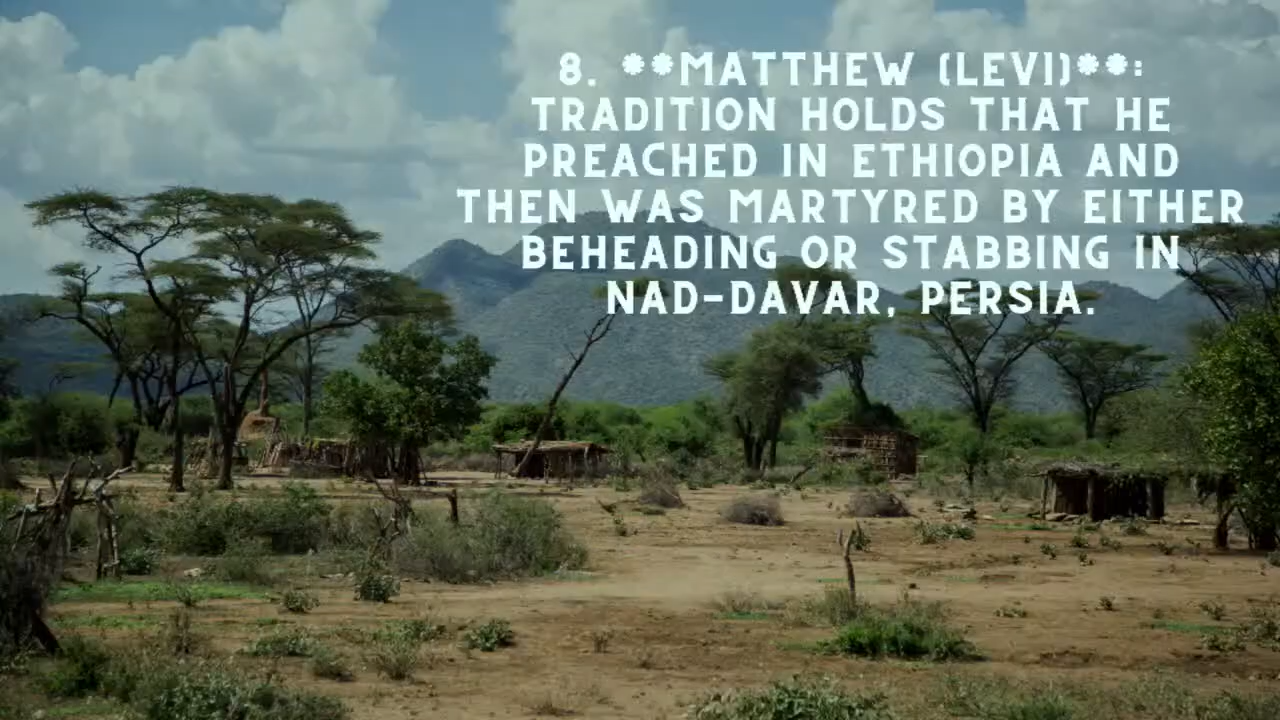 8. **MATTHEW (LEVI)**:
TRADITION HOLDS THAT HE
PREACHED IN ETHIOPIA AND
THEN WAS MARTYRED BY EITHER
BEHEADING OR STABBING IN
NAD-DAVAR, PERSIA.